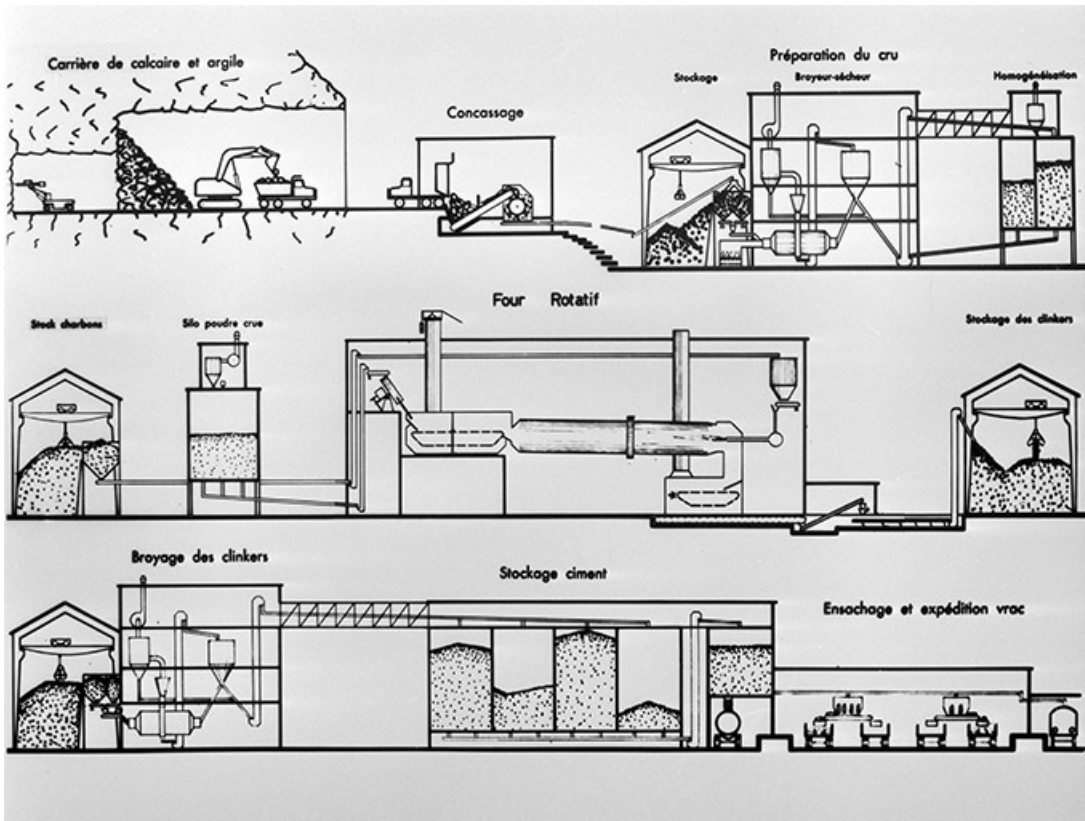 Carrière de calcaire et argile
Concassage
Préparation du cru
Stockage
Broyeur-sécheur
Homogénéisation
Four Rotatif
Stock charbons
Silo poudre crue
Stockage des clinkers
Broyage des clinkers
Stockage ciment
Ensachage et expédition vrac